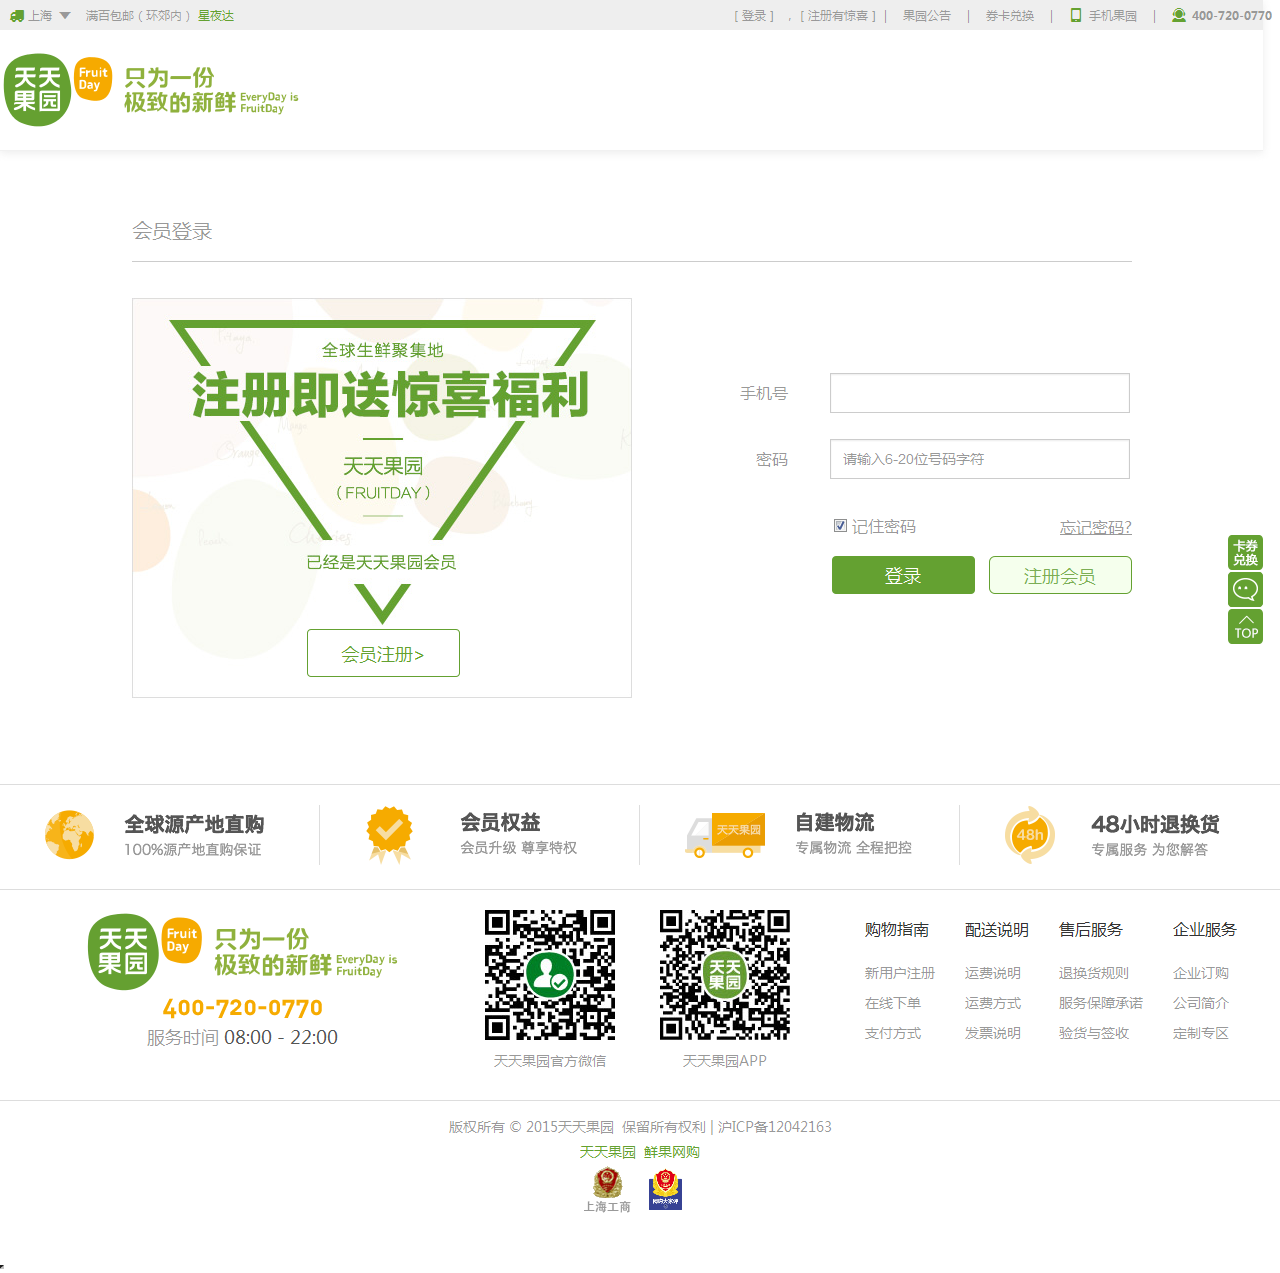 上海 满百包邮（环郊内） 星夜达 [ 登录 ] ， [ 注册有惊喜 ] | 果园公告 | 券卡兑换 | 手机果园 | 400-720-0770
天天果园 Fruit Day 只为一份
极致的新鲜 EveryDay is FruitDay
会员登录
全球生鲜聚集地
注册即送惊喜福利
天天果园
（FRUITDAY）
已经是天天果园会员
会员注册>
手机号
密码 请输入6-20位号码字符
记住密码 忘记密码?
登录 注册会员
卡券
兑换
TOP
全球源产地直购
100%源产地直购保证
会员权益
会员升级 尊享特权
天天果园
自建物流
专属物流 全程把控
48h
48小时退换货
专属服务 为您解答
天天果园 Fruit Day 只为一份
极致的新鲜 EveryDay is FruitDay
400-720-0770
服务时间 08:00 - 22:00
天天果园官方微信
天天果园
天天果园APP
购物指南 配送说明 售后服务 企业服务
新用户注册 运费说明 退换货规则 企业订购
在线下单 运费方式 服务保障承诺 公司简介
支付方式 发票说明 验货与签收 定制专区
版权所有 © 2015天天果园 保留所有权利 | 沪ICP备12042163
天天果园 鲜果网购
上海工商